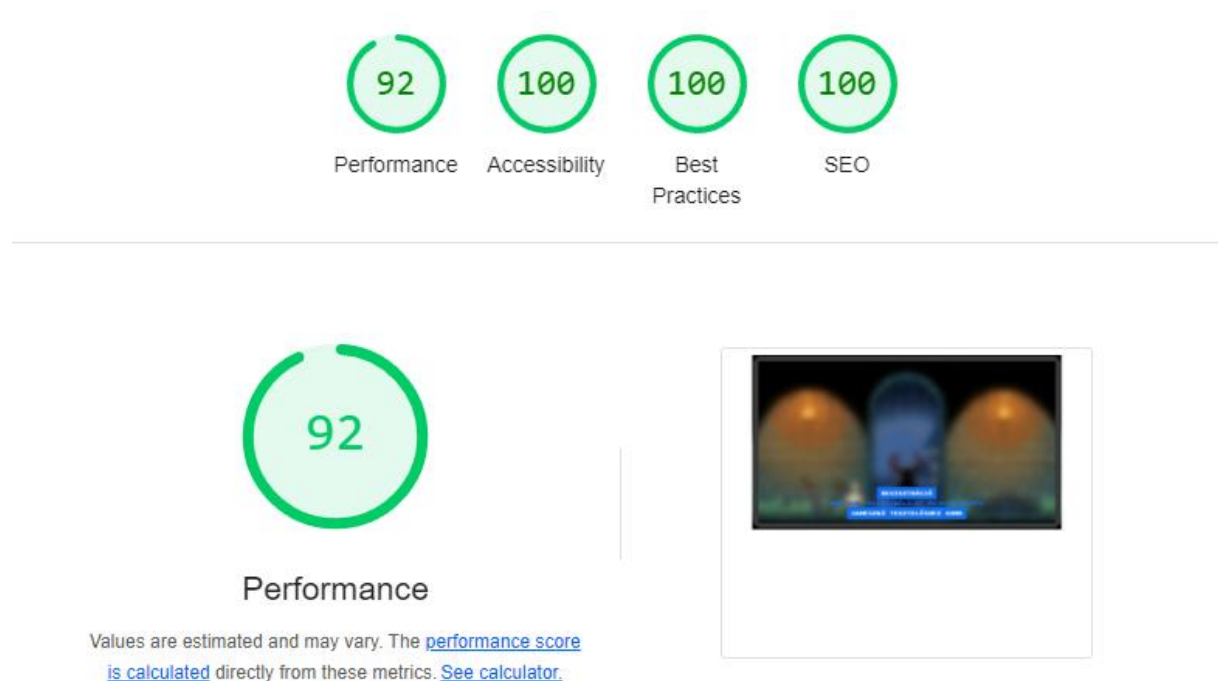 92
100
100
100
Performance
Accessibility
Best
Practices
SEO
92
Performance
Values are estimated and may vary. The performance score
is calculated directly from these metrics. See calculator.
REGISZTRÁCIÓ